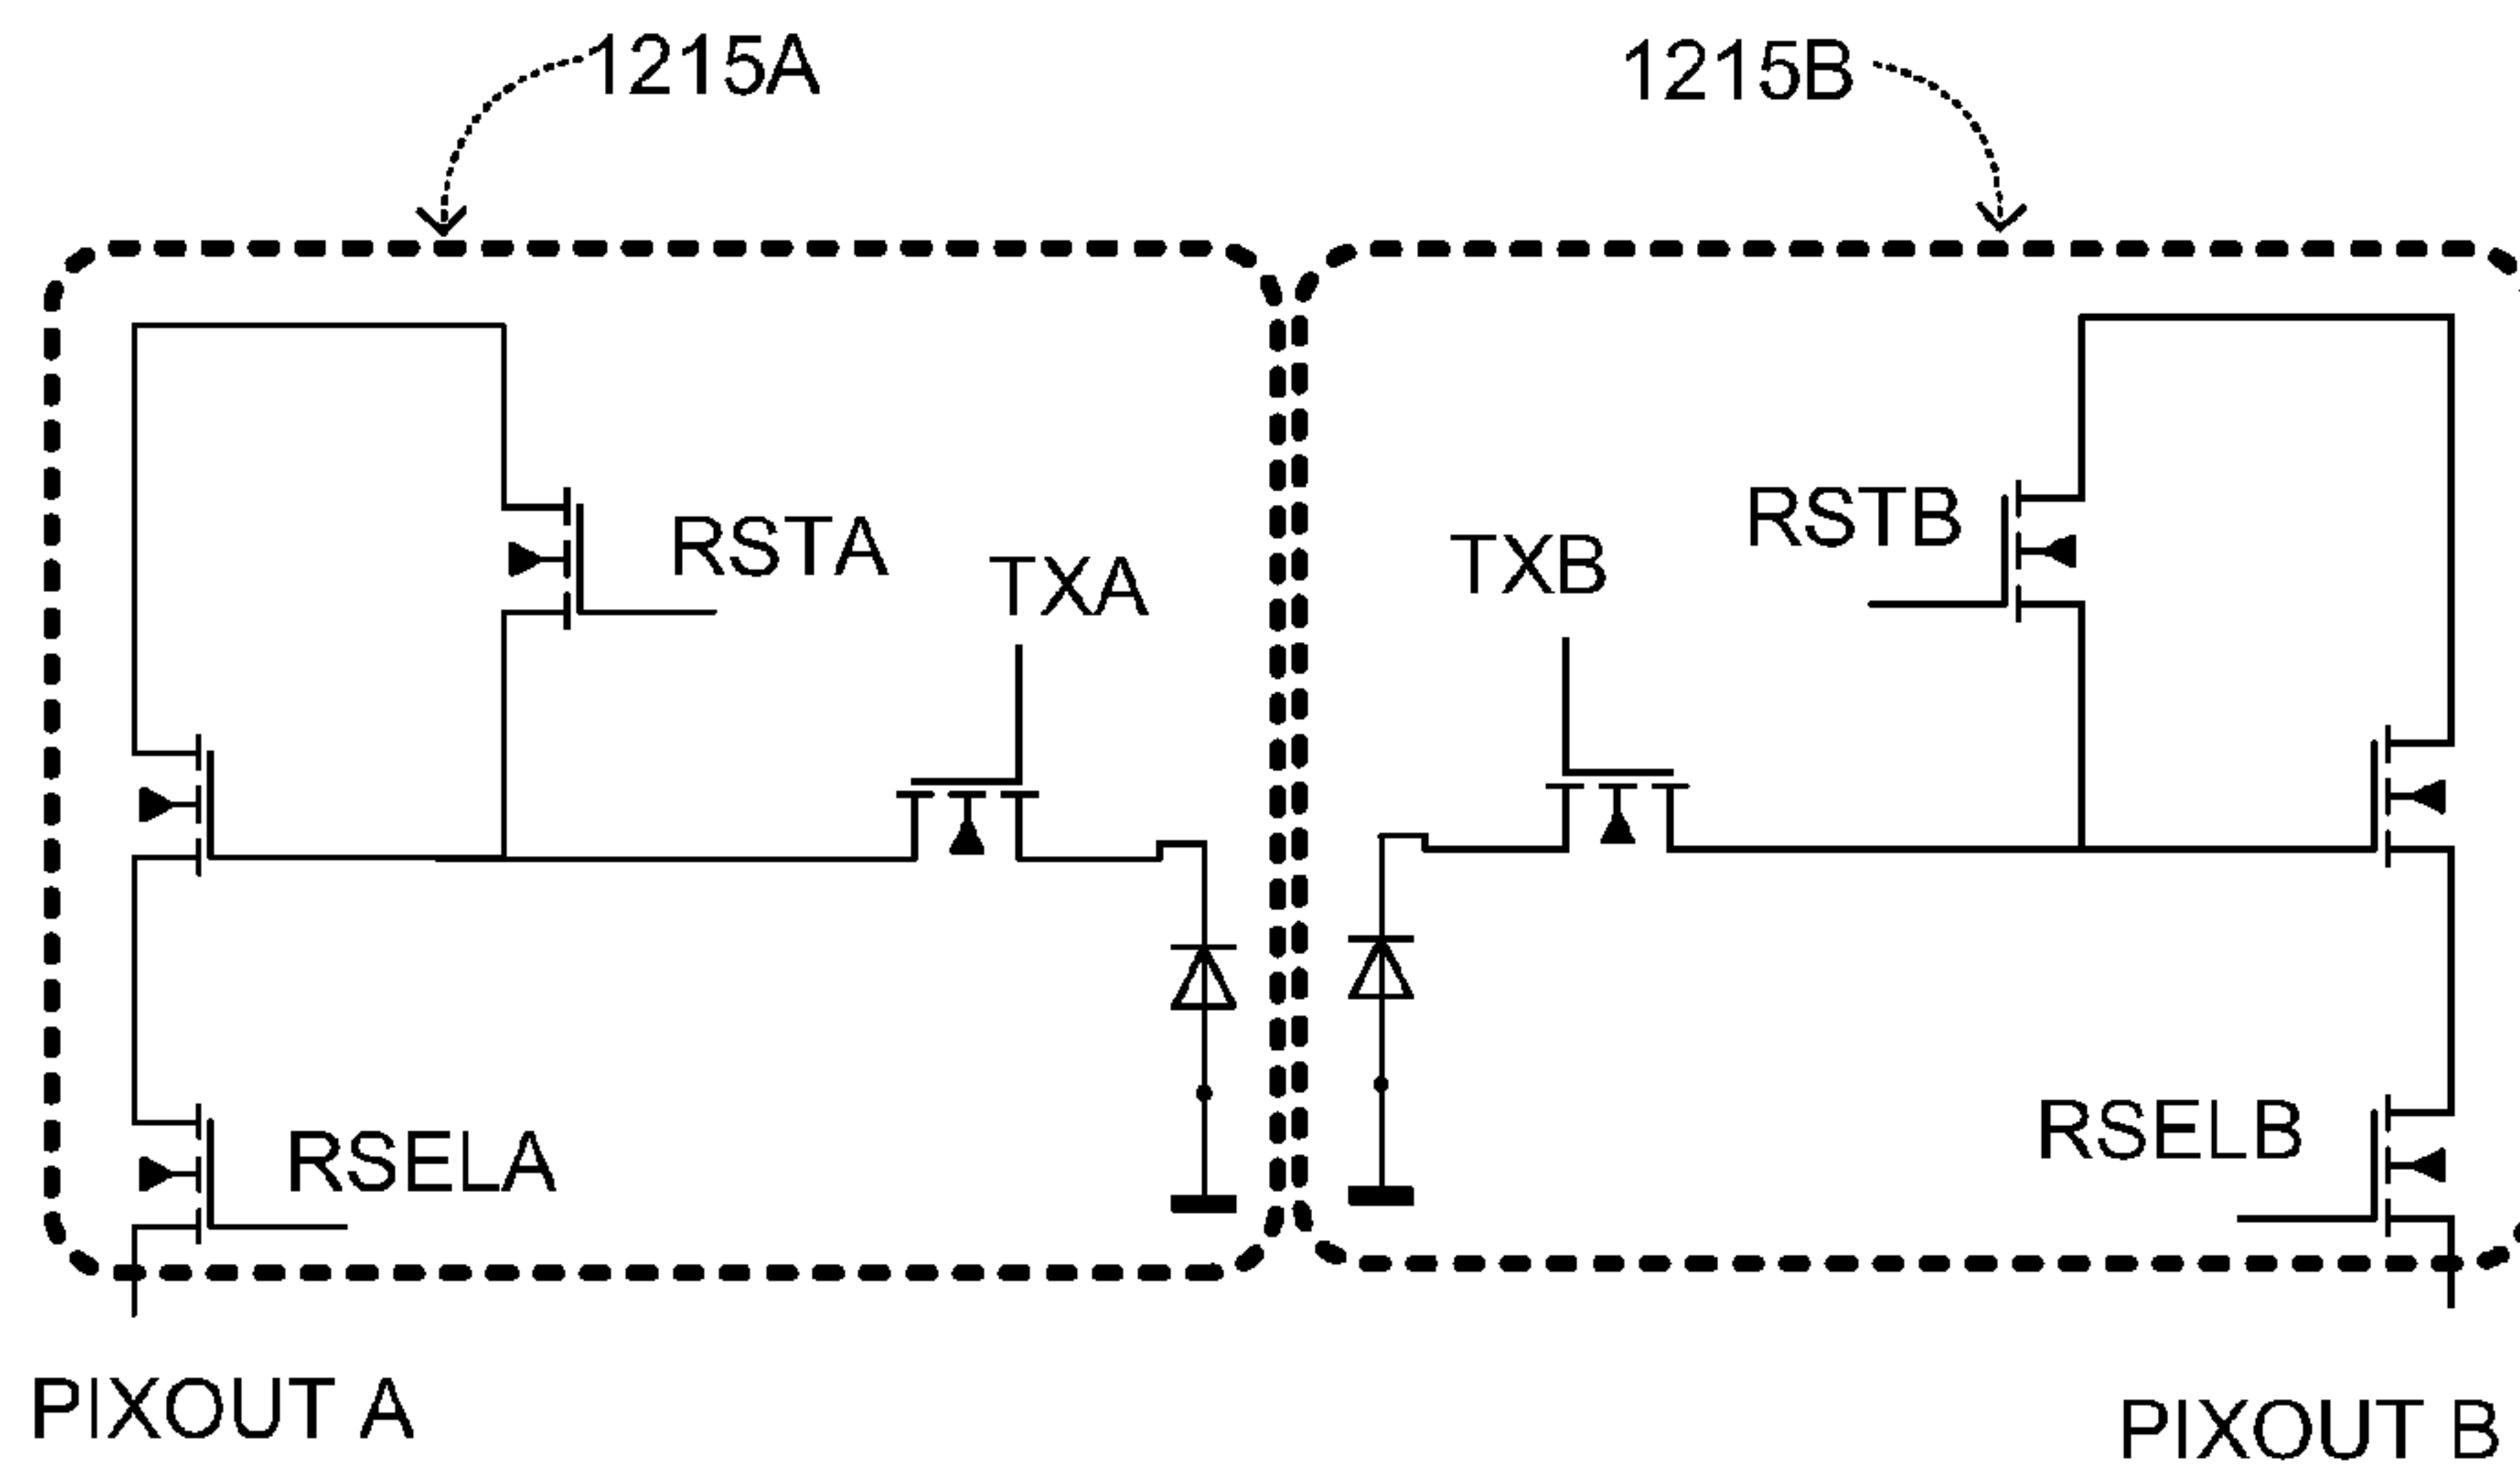 1215A
1215B
RSTA
TXA
TXB
RSTB
RSELA
RSELB
PIXOUT A
PIXOUT B